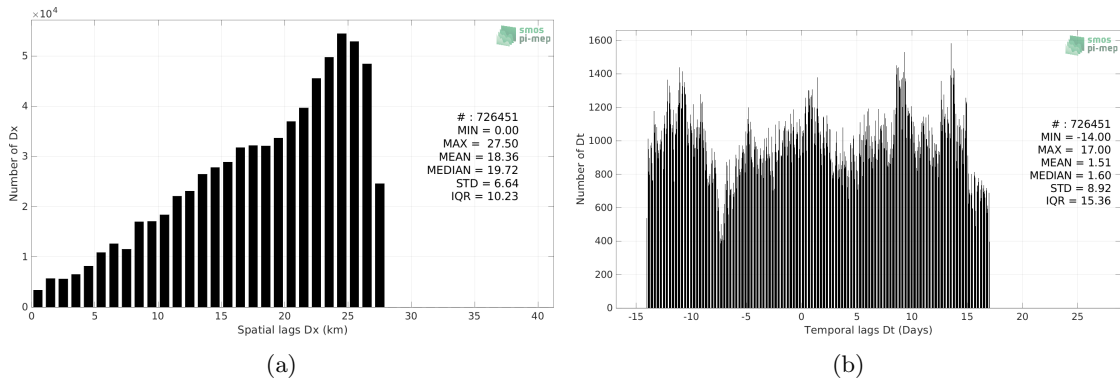 ×10⁴
smos
pi-mep
5
4
3
2
1
0
Number of Dx
# : 726451
MIN = 0.00
MAX = 27.50
MEAN = 18.36
MEDIAN = 19.72
STD = 6.64
IQR = 10.23
0 5 10 15 20 25 30 35 40
Spatial lags Dx (km)
(a)
smos
pi-mep
1600
1400
1200
1000
800
600
400
200
0
Number of Dt
# : 726451
MIN = -14.00
MAX = 17.00
MEAN = 1.51
MEDIAN = 1.60
STD = 8.92
IQR = 15.36
-15 -10 -5 0 5 10 15 20 25
Temporal lags Dt (Days)
(b)